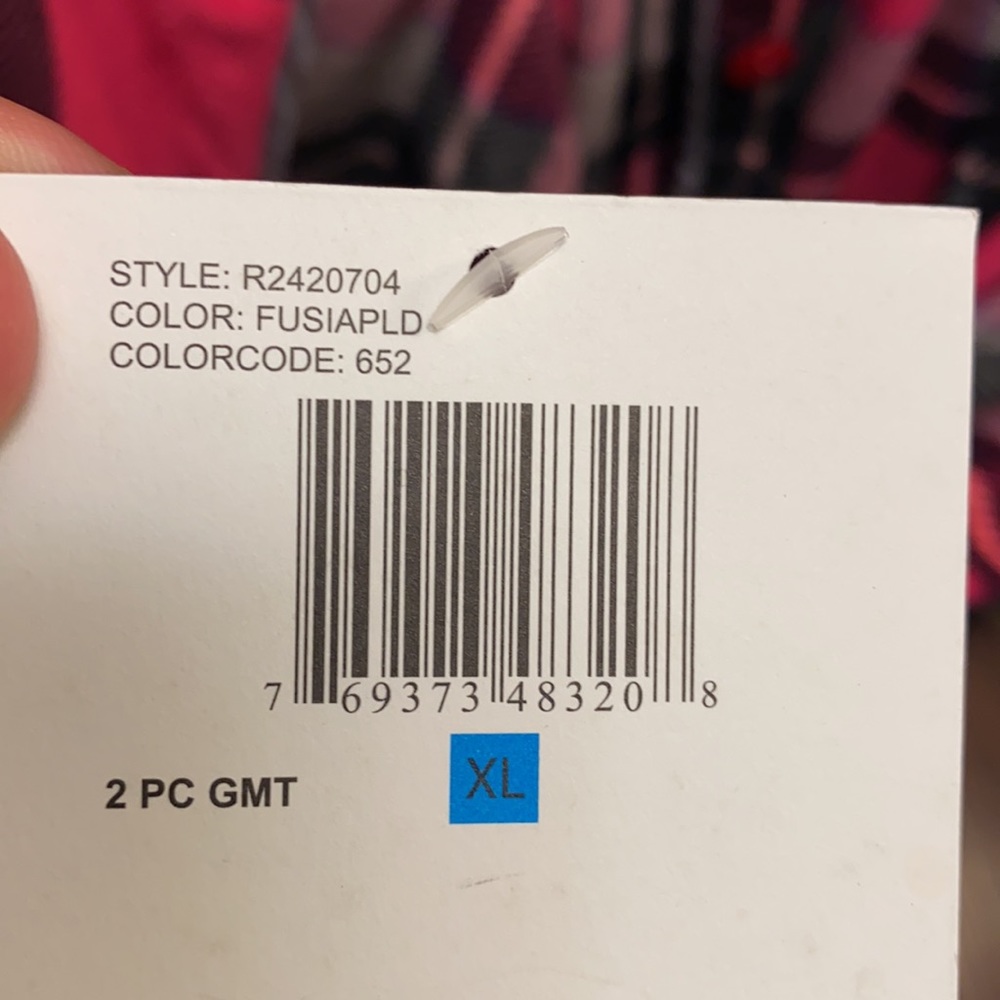 STYLE: R2420704
COLOR: FUSIAPLD
COLORCODE: 652
7 69373 48320 8
2 PC GMT
XL